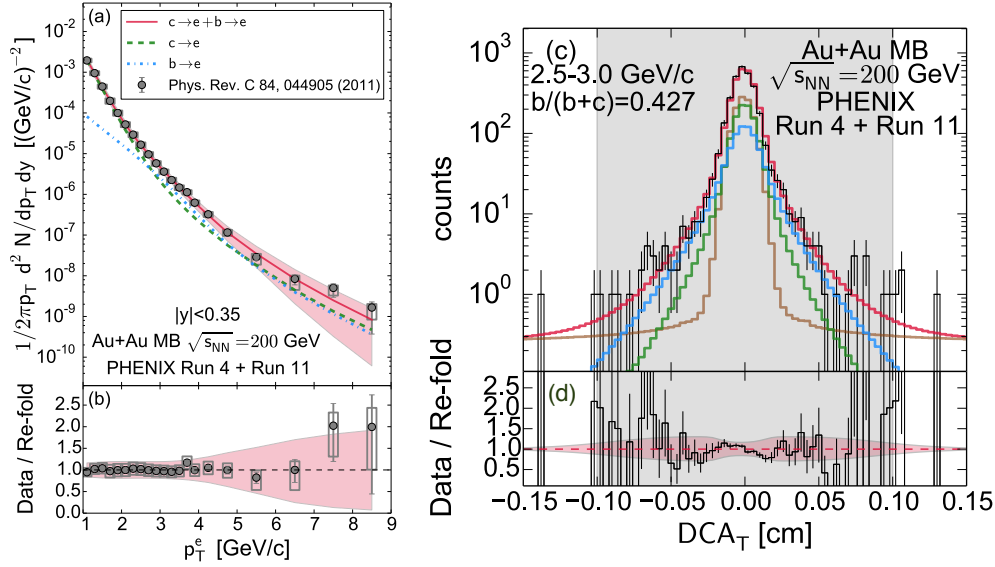 (a)
c → e + b → e
c → e
b → e
Phys. Rev. C 84, 044905 (2011)
10⁻² 
10⁻³
10⁻⁴
10⁻⁵
10⁻⁶
10⁻⁷
10⁻⁸
10⁻⁹
10⁻¹⁰
1/2πp_T d² N/dp_T dy [(GeV/c)⁻²]
|y|<0.35
Au+Au MB √s_NN = 200 GeV
PHENIX Run 4 + Run 11
(b)
2.5
2.0
1.5
1.0
0.5
0.0
Data / Re-fold
1 2 3 4 5 6 7 8 9
p_T^e [GeV/c]
(c)
2.5-3.0 GeV/c
b/(b+c)=0.427
Au+Au MB
√s_NN = 200 GeV
PHENIX
Run 4 + Run 11
10³
10²
10¹
10⁰
counts
(d)
2.5
2.0
1.5
1.0
0.5
Data / Re-fold
−0.15 −0.10 −0.05 0.00 0.05 0.10 0.15
DCA_T [cm]